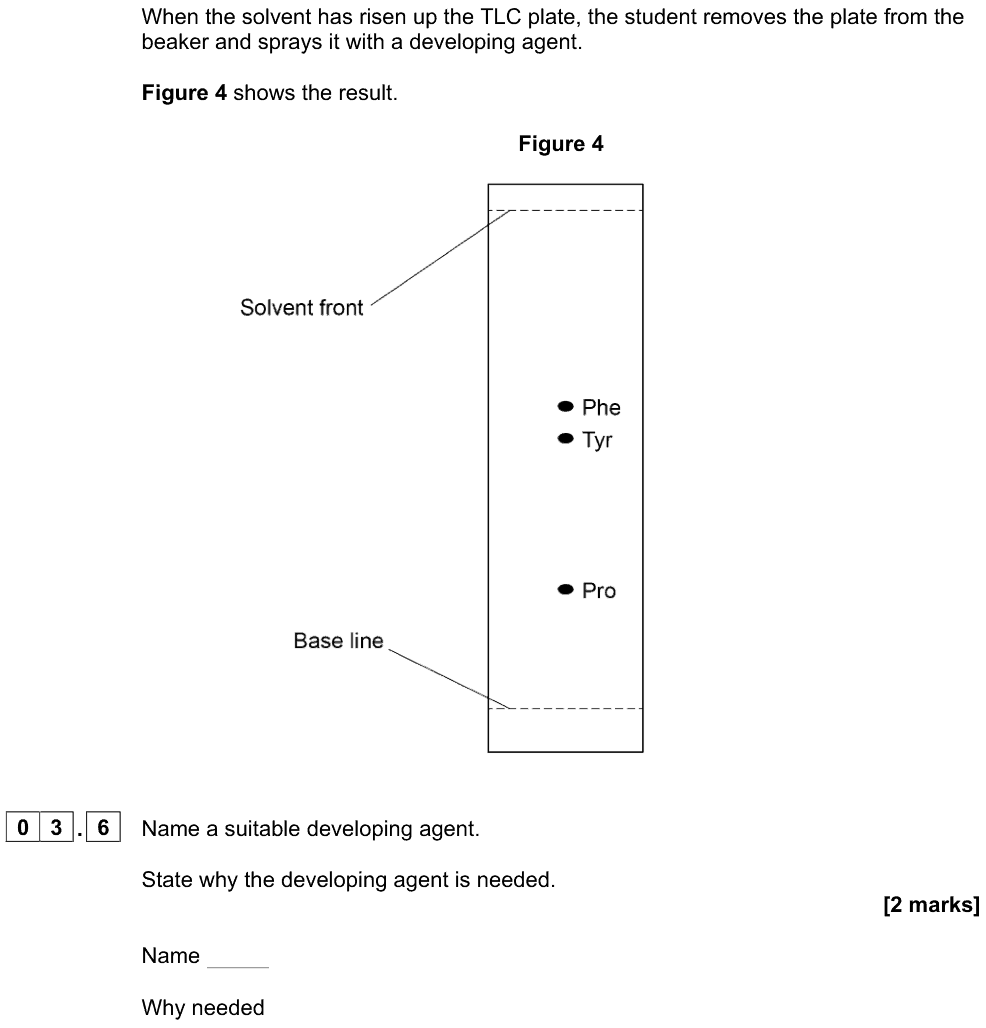 When the solvent has risen up the TLC plate, the student removes the plate from the
beaker and sprays it with a developing agent.
Figure 4 shows the result.
Figure 4
Solvent front
Phe
Tyr
Pro
Base line
0 3 . 6 Name a suitable developing agent.
State why the developing agent is needed.
[2 marks]
Name
Why needed